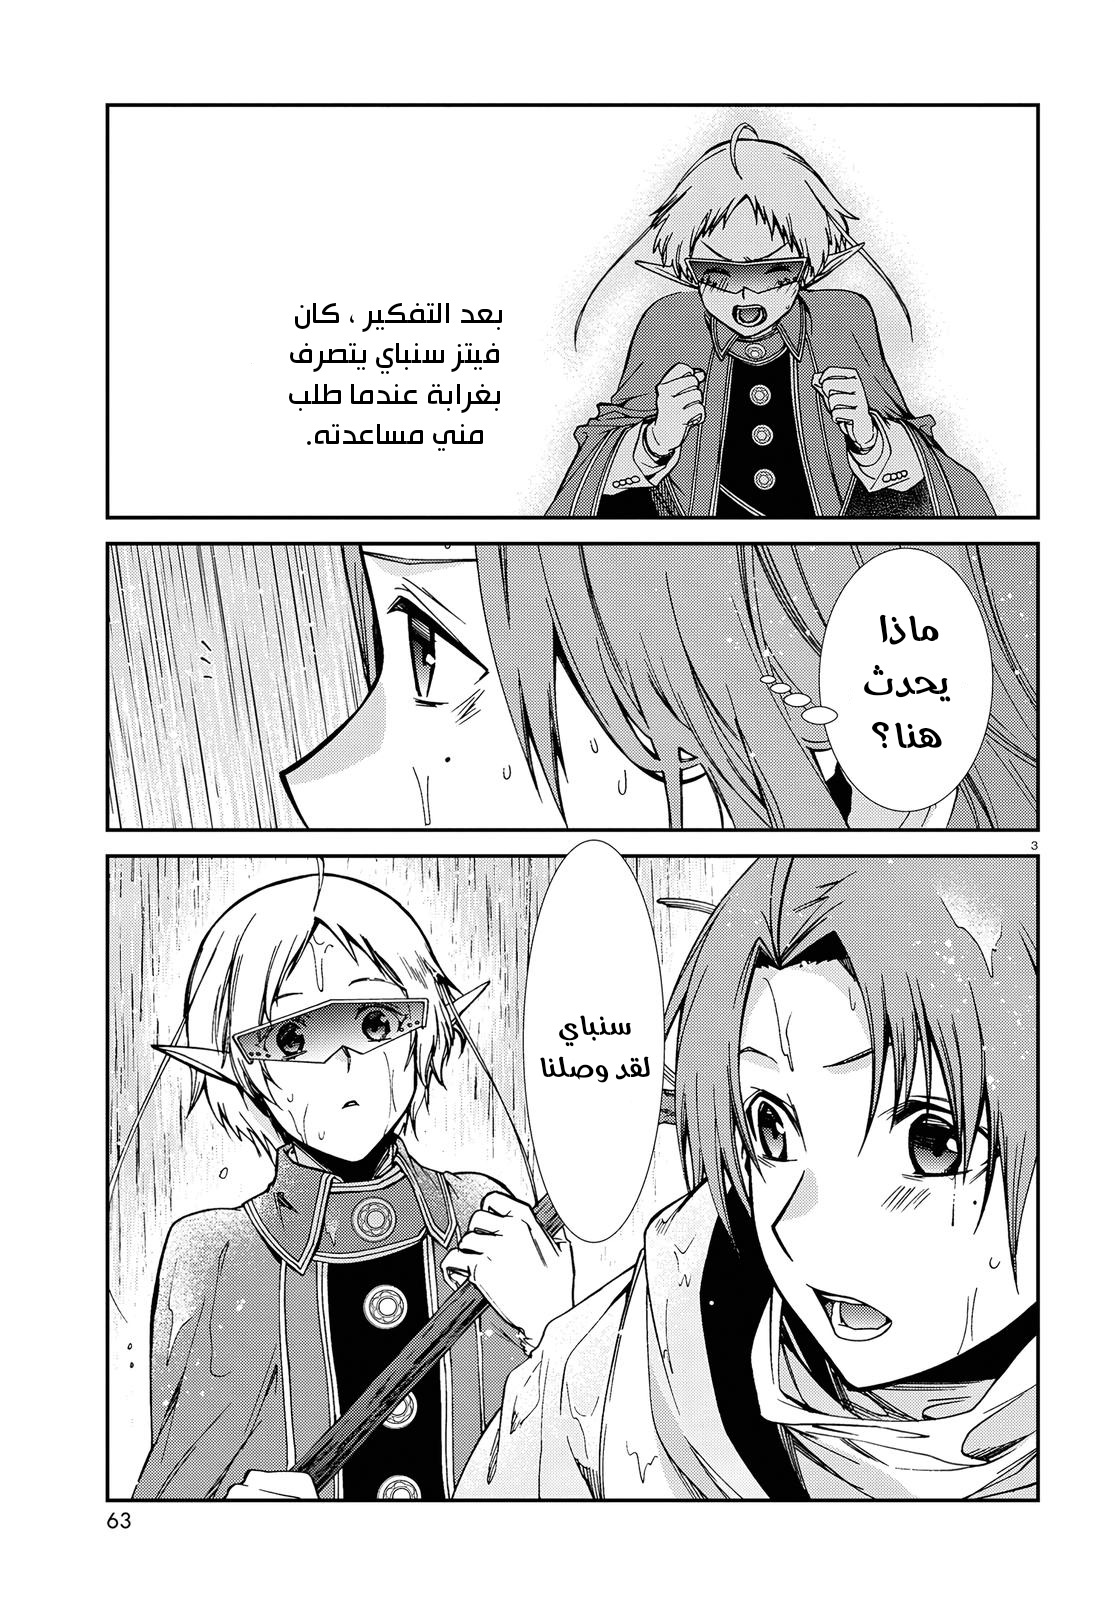 بعد التفكير ، كان
فيتز سنباي يتصرف
بغرابة عندما طلب
مني مساعدته.
ماذا
يحدث
هنا؟
3
سنباي
لقد وصلنا
63